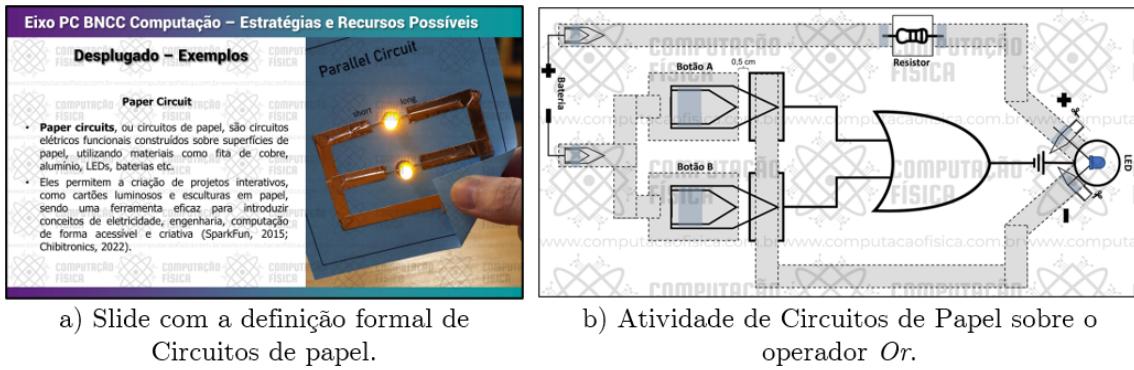 Eixo PC BNCC Computação – Estratégias e Recursos Possíveis
Desplugado – Exemplos
Paper Circuit
• Paper circuits, ou circuitos de papel, são circuitos
elétricos funcionais construídos sobre superfícies de
papel, utilizando materiais como fita de cobre,
alumínio, LEDs, baterias etc.
• Eles permitem a criação de projetos interativos,
como cartões luminosos e esculturas em papel,
sendo uma ferramenta eficaz para introduzir
conceitos de eletricidade, engenharia, computação
de forma acessível e criativa (SparkFun, 2015;
Chibitronics, 2022).
Parallel Circuit
short
long
COMPUTAÇÃO
FÍSICA
a) Slide com a definição formal de
Circuitos de papel.
+
Bateria
-
Botão A
0,5 cm
Botão B
Resistor
+
LED
-
COMPUTAÇÃO
FÍSICA
www.computacaofisica.com.br
b) Atividade de Circuitos de Papel sobre o
operador Or.